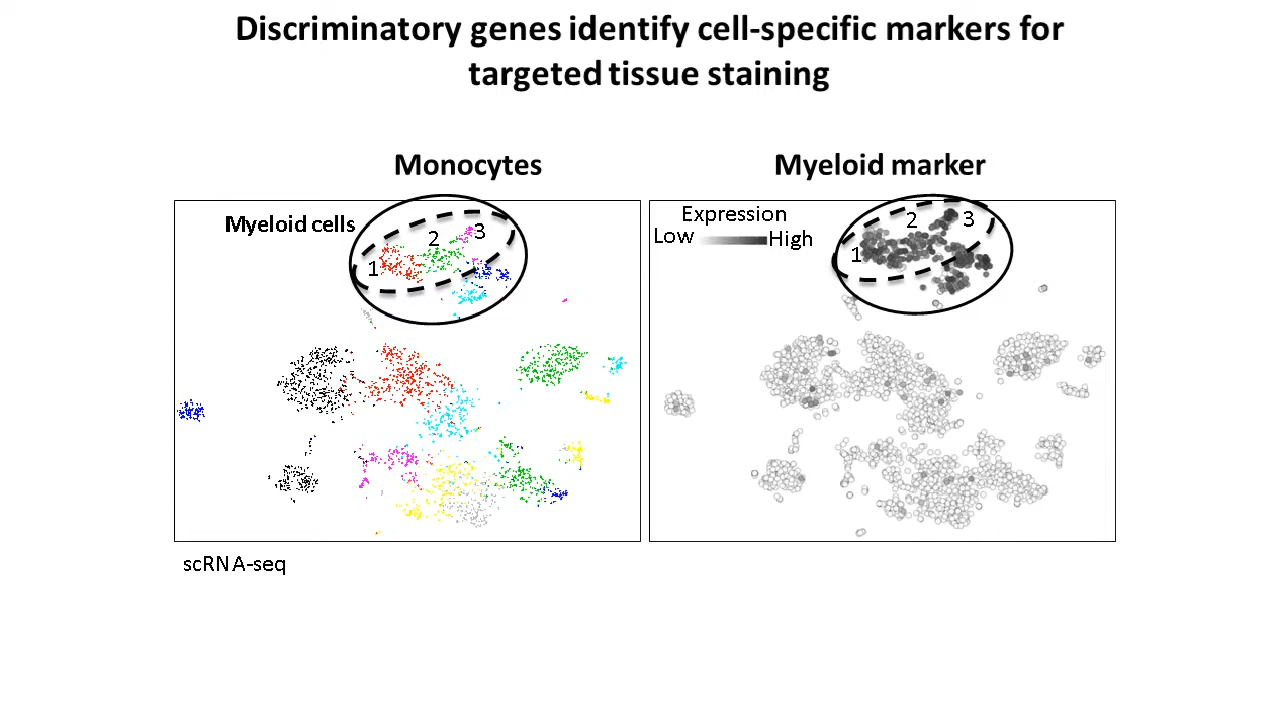 Discriminatory genes identify cell-specific markers for
targeted tissue staining
Monocytes
Myeloid marker
Myeloid cells
1
2
3
Expression
Low
High
1
2
3
scRNA-seq